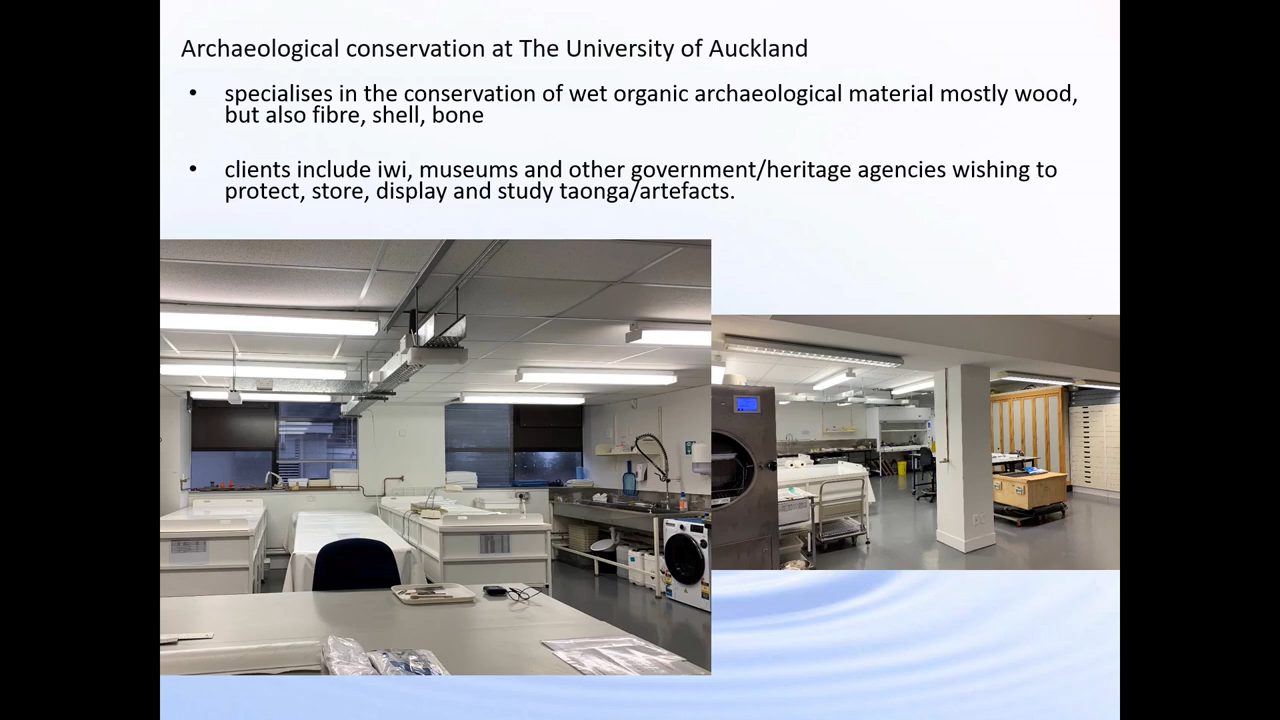 Archaeological conservation at The University of Auckland
• specialises in the conservation of wet organic archaeological material mostly wood,
but also fibre, shell, bone
• clients include iwi, museums and other government/heritage agencies wishing to
protect, store, display and study taonga/artefacts.